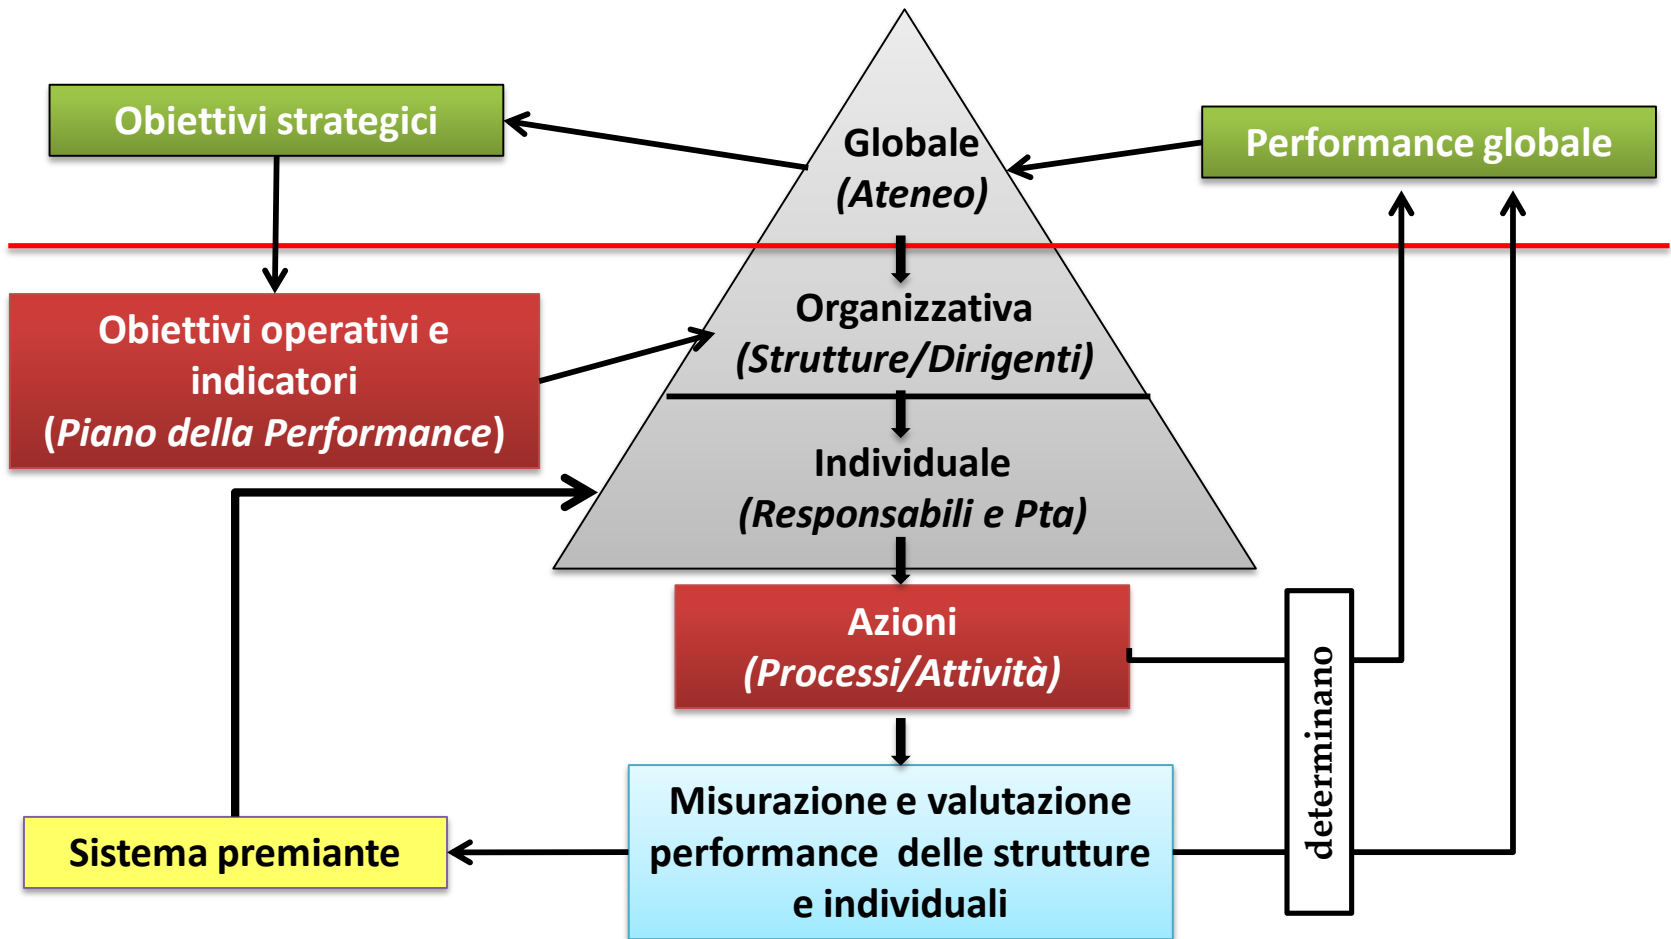 Obiettivi strategici
Globale
(Ateneo)
Performance globale
Obiettivi operativi e
indicatori
(Piano della Performance)
Organizzativa
(Strutture/Dirigenti)
Individuale
(Responsabili e Pta)
Azioni
(Processi/Attività)
determinano
Sistema premiante
Misurazione e valutazione
performance delle strutture
e individuali